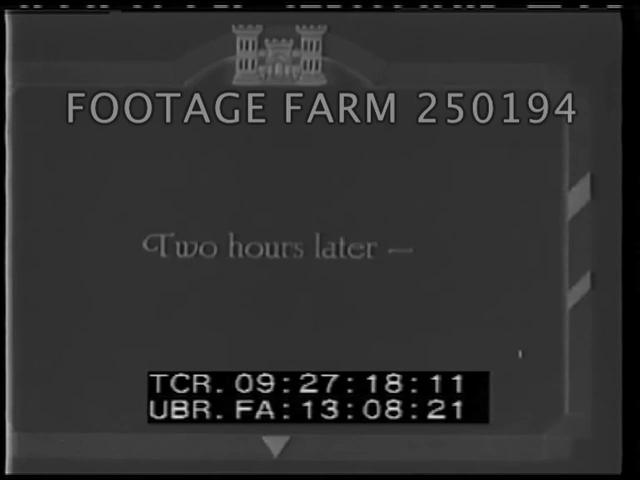 FOOTAGE FARM 250194
Two hours later —
TCR. 09:27:18:11
UBR. FA:13:08:21